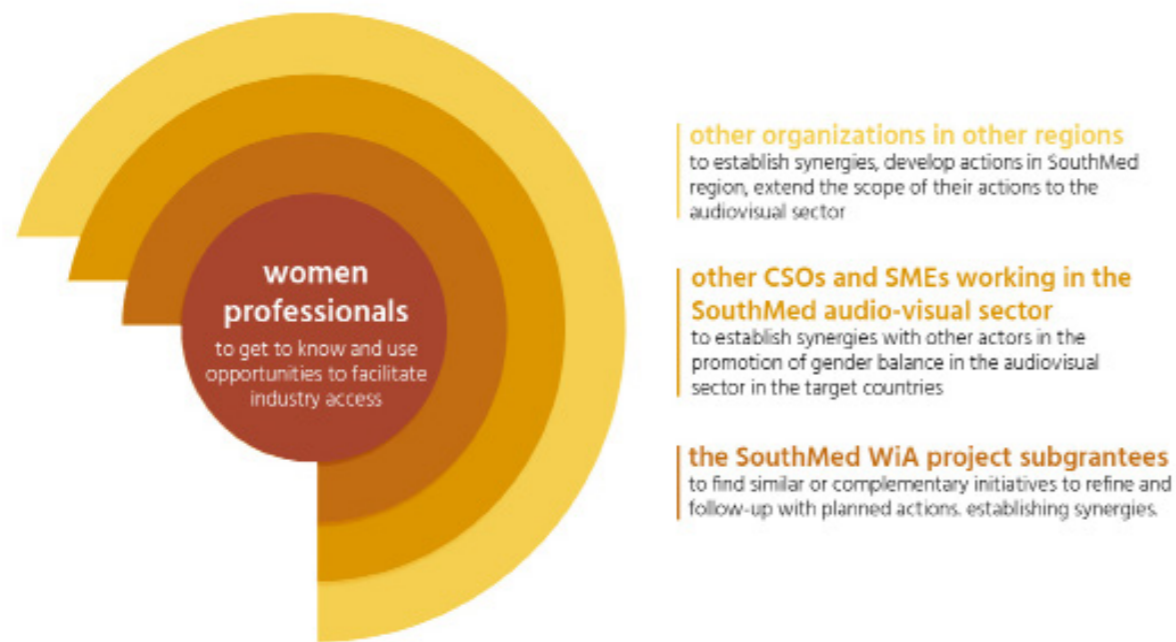 women
professionals
to get to know and use
opportunities to facilitate
industry access
other organizations in other regions
to establish synergies, develop actions in SouthMed
region, extend the scope of their actions to the
audiovisual sector
other CSOs and SMEs working in the
SouthMed audio-visual sector
to establish synergies with other actors in the
promotion of gender balance in the audiovisual
sector in the target countries
the SouthMed WiA project subgrantees
to find similar or complementary initiatives to refine and
follow-up with planned actions. establishing synergies.